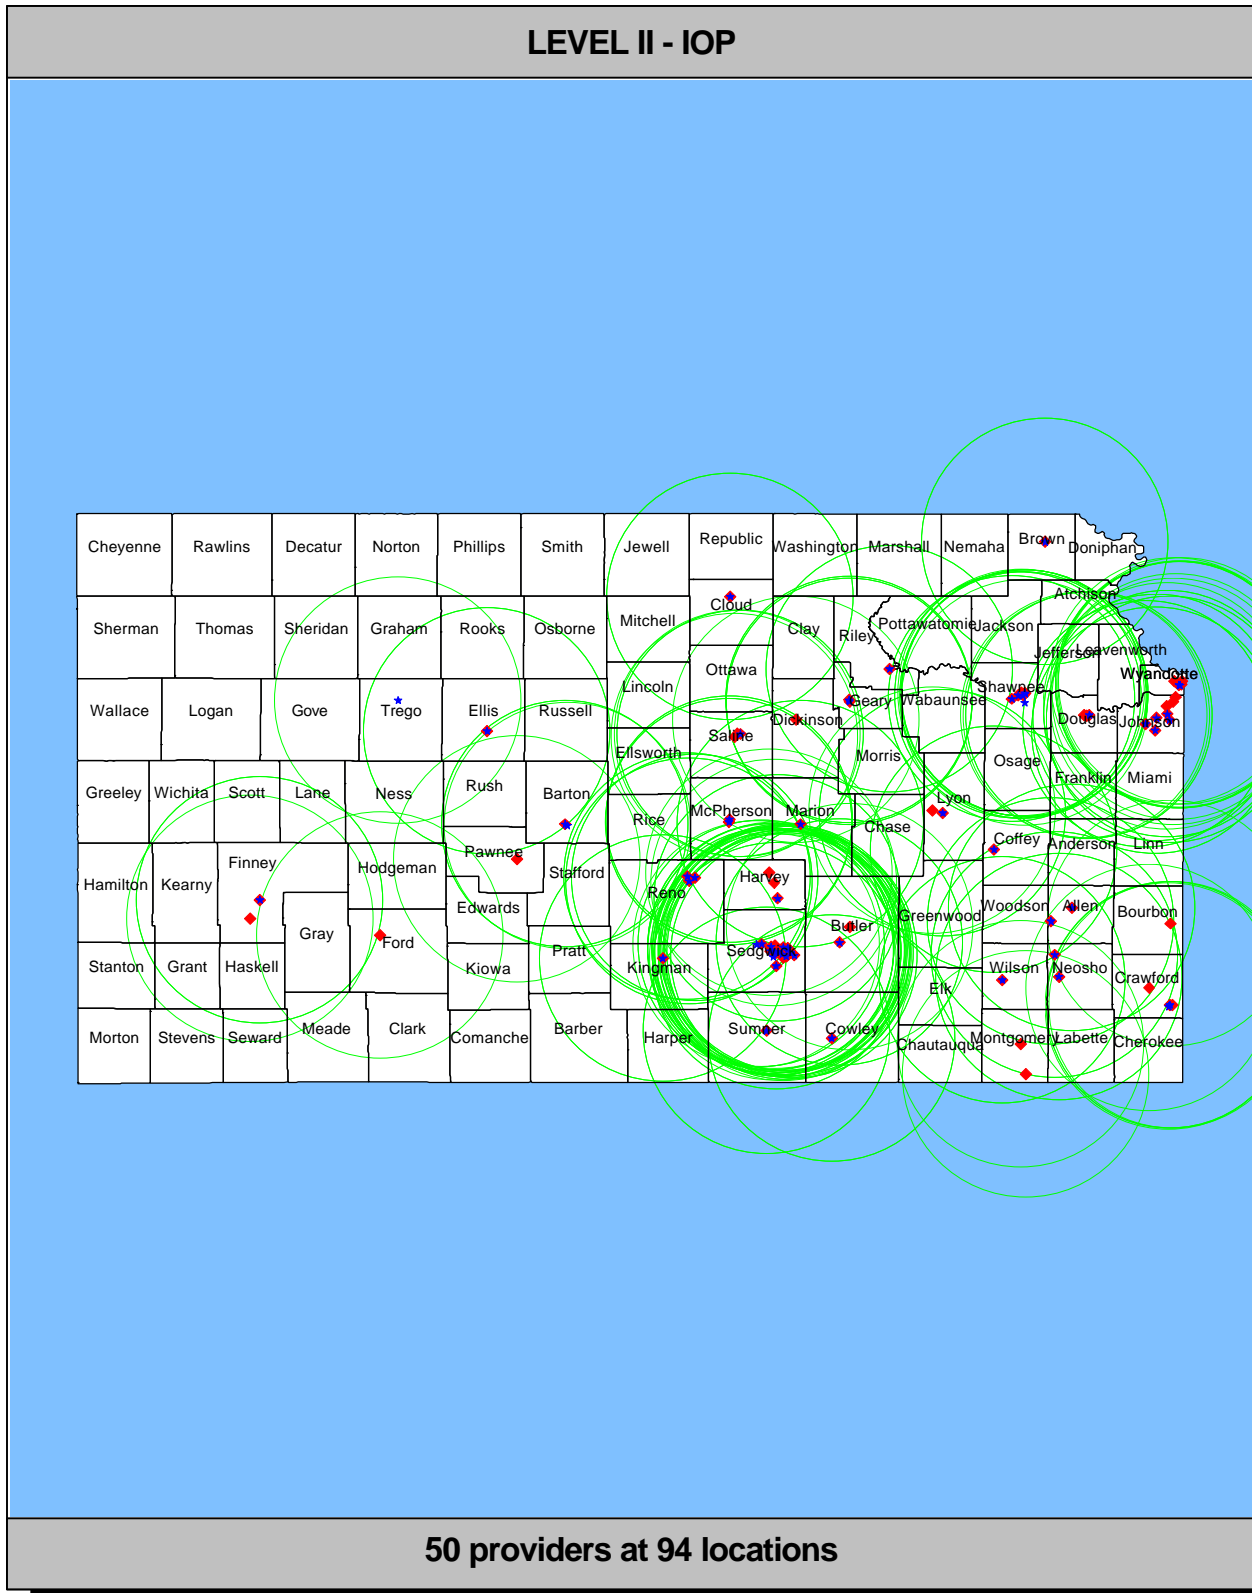 LEVEL II - IOP
Cheyenne Rawlins Decatur Norton Phillips Smith Jewell Republic Washington Marshall Nemaha Brown Doniphan
Sherman Thomas Sheridan Graham Rooks Osborne Mitchell Cloud Clay Riley Pottawatomie Jackson Atchison
Jefferson Leavenworth
Wallace Logan Gove Trego Ellis Russell Lincoln Ottawa Dickinson Geary Wabaunsee Shawnee Wyandotte
Douglas Johnson
Ellsworth Saline Morris Osage Franklin Miami
Greeley Wichita Scott Lane Ness Rush Barton Rice McPherson Marion Chase Lyon Coffey Anderson Linn
Hamilton Kearny Finney Hodgeman Pawnee Stafford Reno Harvey Greenwood Woodson Allen Bourbon
Gray Ford Edwards Pratt Kingman Sedgwick Butler Elk Wilson Neosho Crawford
Stanton Grant Haskell Kiowa
Morton Stevens Seward Meade Clark Comanche Barber Harper Sumner Cowley Chautauqua Montgomery Labette Cherokee
50 providers at 94 locations